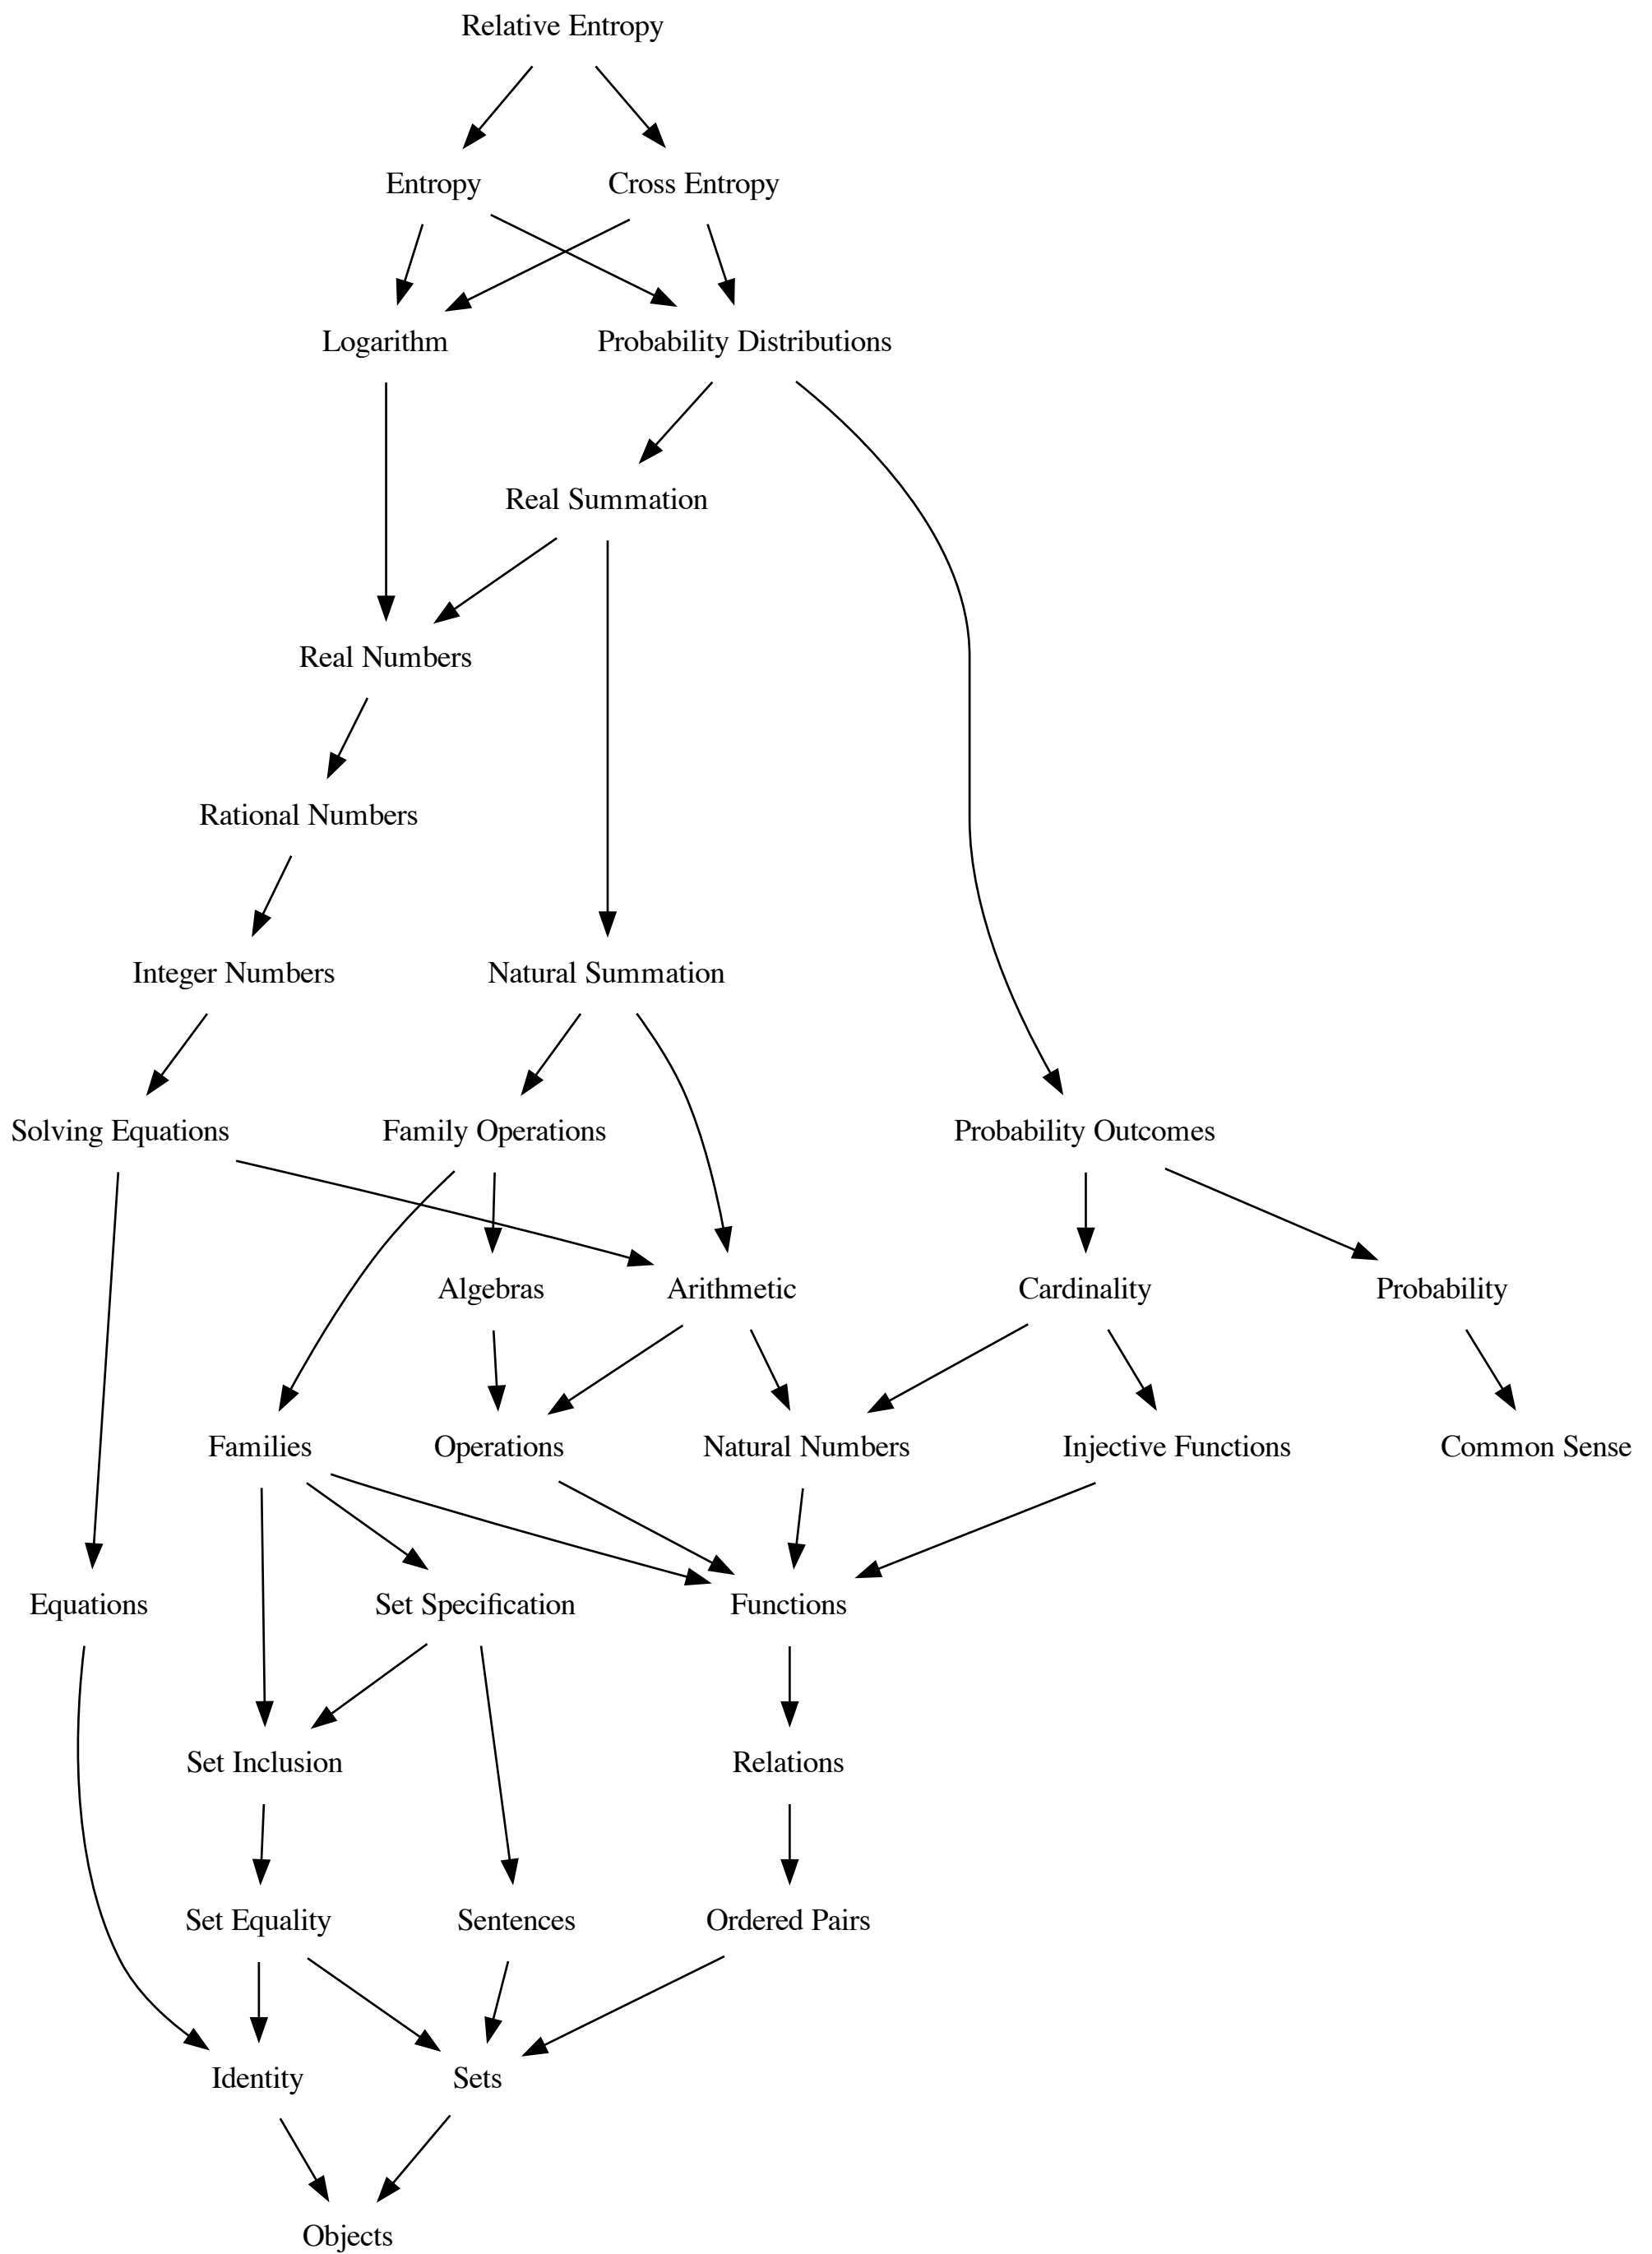 Relative Entropy
Entropy
Cross Entropy
Logarithm
Probability Distributions
Real Summation
Real Numbers
Rational Numbers
Integer Numbers
Natural Summation
Solving Equations
Family Operations
Probability Outcomes
Algebras
Arithmetic
Cardinality
Probability
Families
Operations
Natural Numbers
Injective Functions
Common Sense
Equations
Set Specification
Functions
Set Inclusion
Relations
Set Equality
Sentences
Ordered Pairs
Identity
Sets
Objects